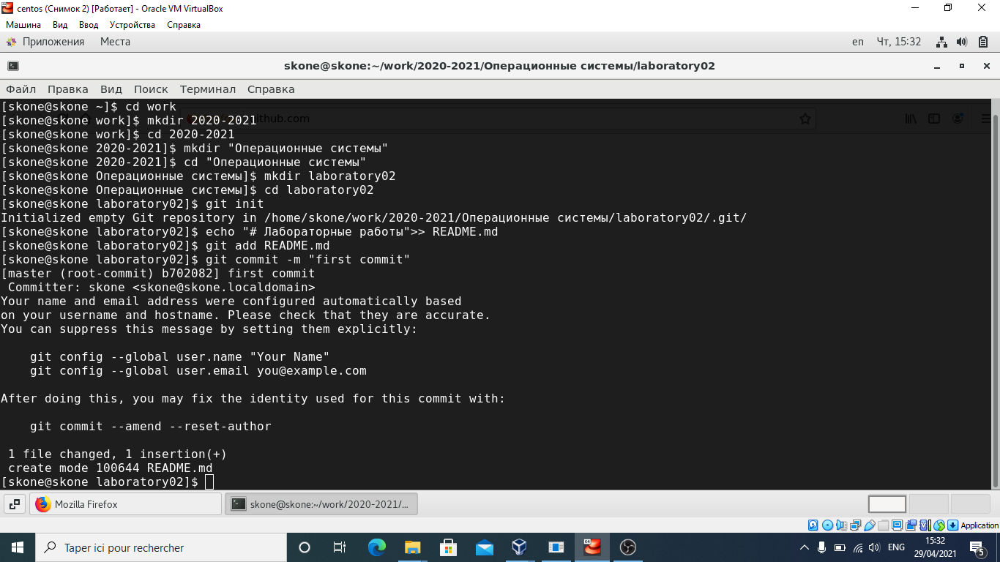 centos (Снимок 2) [Работает] - Oracle VM VirtualBox
Машина Вид Ввод Устройства Справка
Приложения Места en Чт, 15:32
skone@skone:~/work/2020-2021/Операционные системы/laboratory02
Файл Правка Вид Поиск Терминал Справка
[skone@skone ~]$ cd work
[skone@skone work]$ mkdir 2020-2021 github.com
[skone@skone work]$ cd 2020-2021
[skone@skone 2020-2021]$ mkdir "Операционные системы"
[skone@skone 2020-2021]$ cd "Операционные системы"
[skone@skone Операционные системы]$ mkdir laboratory02
[skone@skone Операционные системы]$ cd laboratory02
[skone@skone laboratory02]$ git init
Initialized empty Git repository in /home/skone/work/2020-2021/Операционные системы/laboratory02/.git/
[skone@skone laboratory02]$ echo "# Лабораторные работы">> README.md
[skone@skone laboratory02]$ git add README.md
[skone@skone laboratory02]$ git commit -m "first commit"
[master (root-commit) b702082] first commit
 Committer: skone <skone@skone.localdomain>
Your name and email address were configured automatically based
on your username and hostname. Please check that they are accurate.
You can suppress this message by setting them explicitly:
    git config --global user.name "Your Name"
    git config --global user.email you@example.com
After doing this, you may fix the identity used for this commit with:
    git commit --amend --reset-author
 1 file changed, 1 insertion(+)
 create mode 100644 README.md
[skone@skone laboratory02]$
Mozilla Firefox skone@skone:~/work/2020-2021/...
Application
Taper ici pour rechercher 64 ENG 15:32
29/04/2021 5